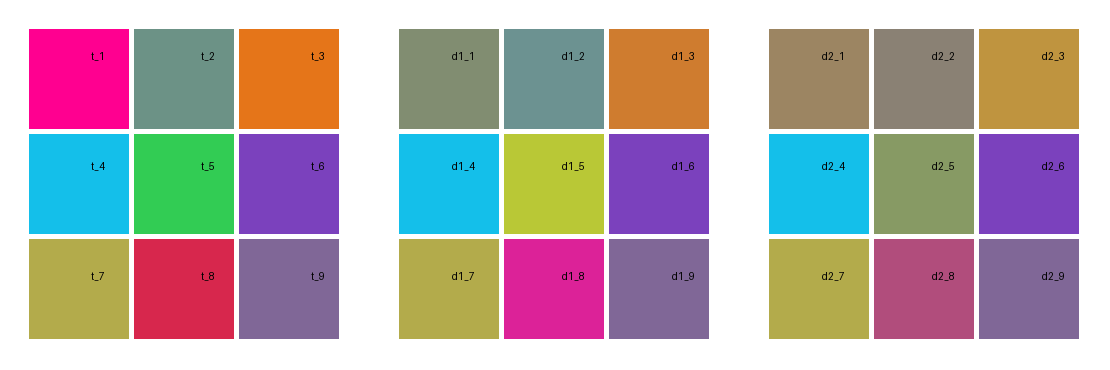 t_1 t_2 t_3 d1_1 d1_2 d1_3 d2_1 d2_2 d2_3
t_4 t_5 t_6 d1_4 d1_5 d1_6 d2_4 d2_5 d2_6
t_7 t_8 t_9 d1_7 d1_8 d1_9 d2_7 d2_8 d2_9